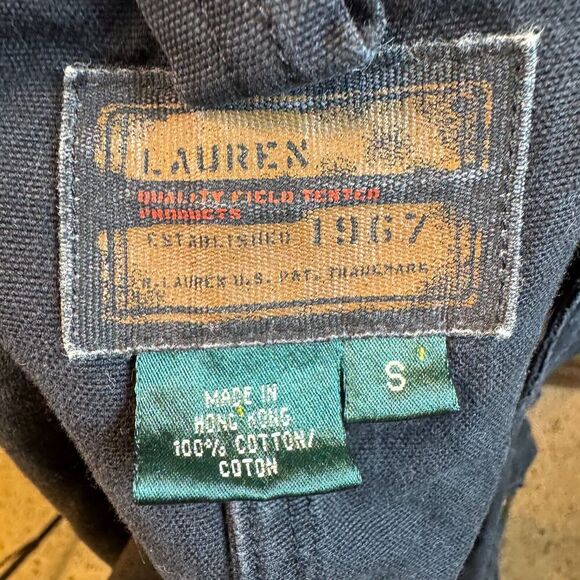 LAUREN
QUALITY FIELD TESTED
PRODUCTS
ESTABLISHED 1967
R. LAUREN U.S. PAT. TRADEMARK
MADE IN
HONG KONG
100% COTTON/
COTON
S